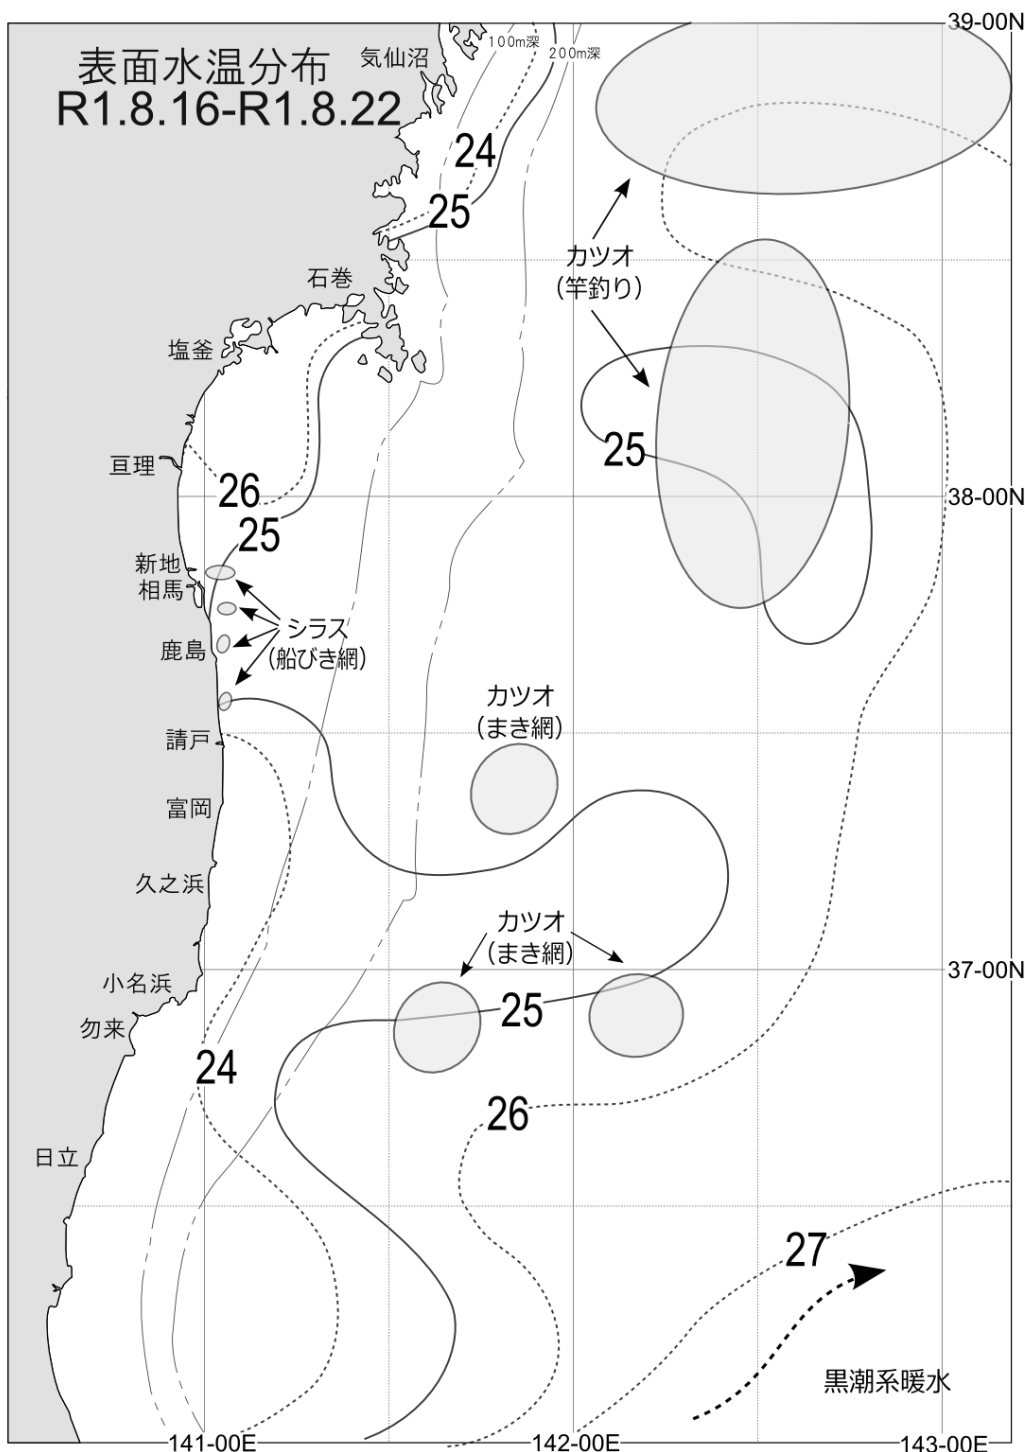 39-00N
100m深
200m深
表面水温分布
R1.8.16-R1.8.22
気仙沼
24
25
カツオ
(竿釣り)
石巻
塩釜
25
亘理
26
38-00N
25
新地
相馬
シラス
(船びき網)
鹿島
カツオ
(まき網)
請戸
富岡
久之浜
カツオ
(まき網)
37-00N
小名浜
25
勿来
24
26
日立
27
黒潮系暖水
141-00E
142-00E
143-00E